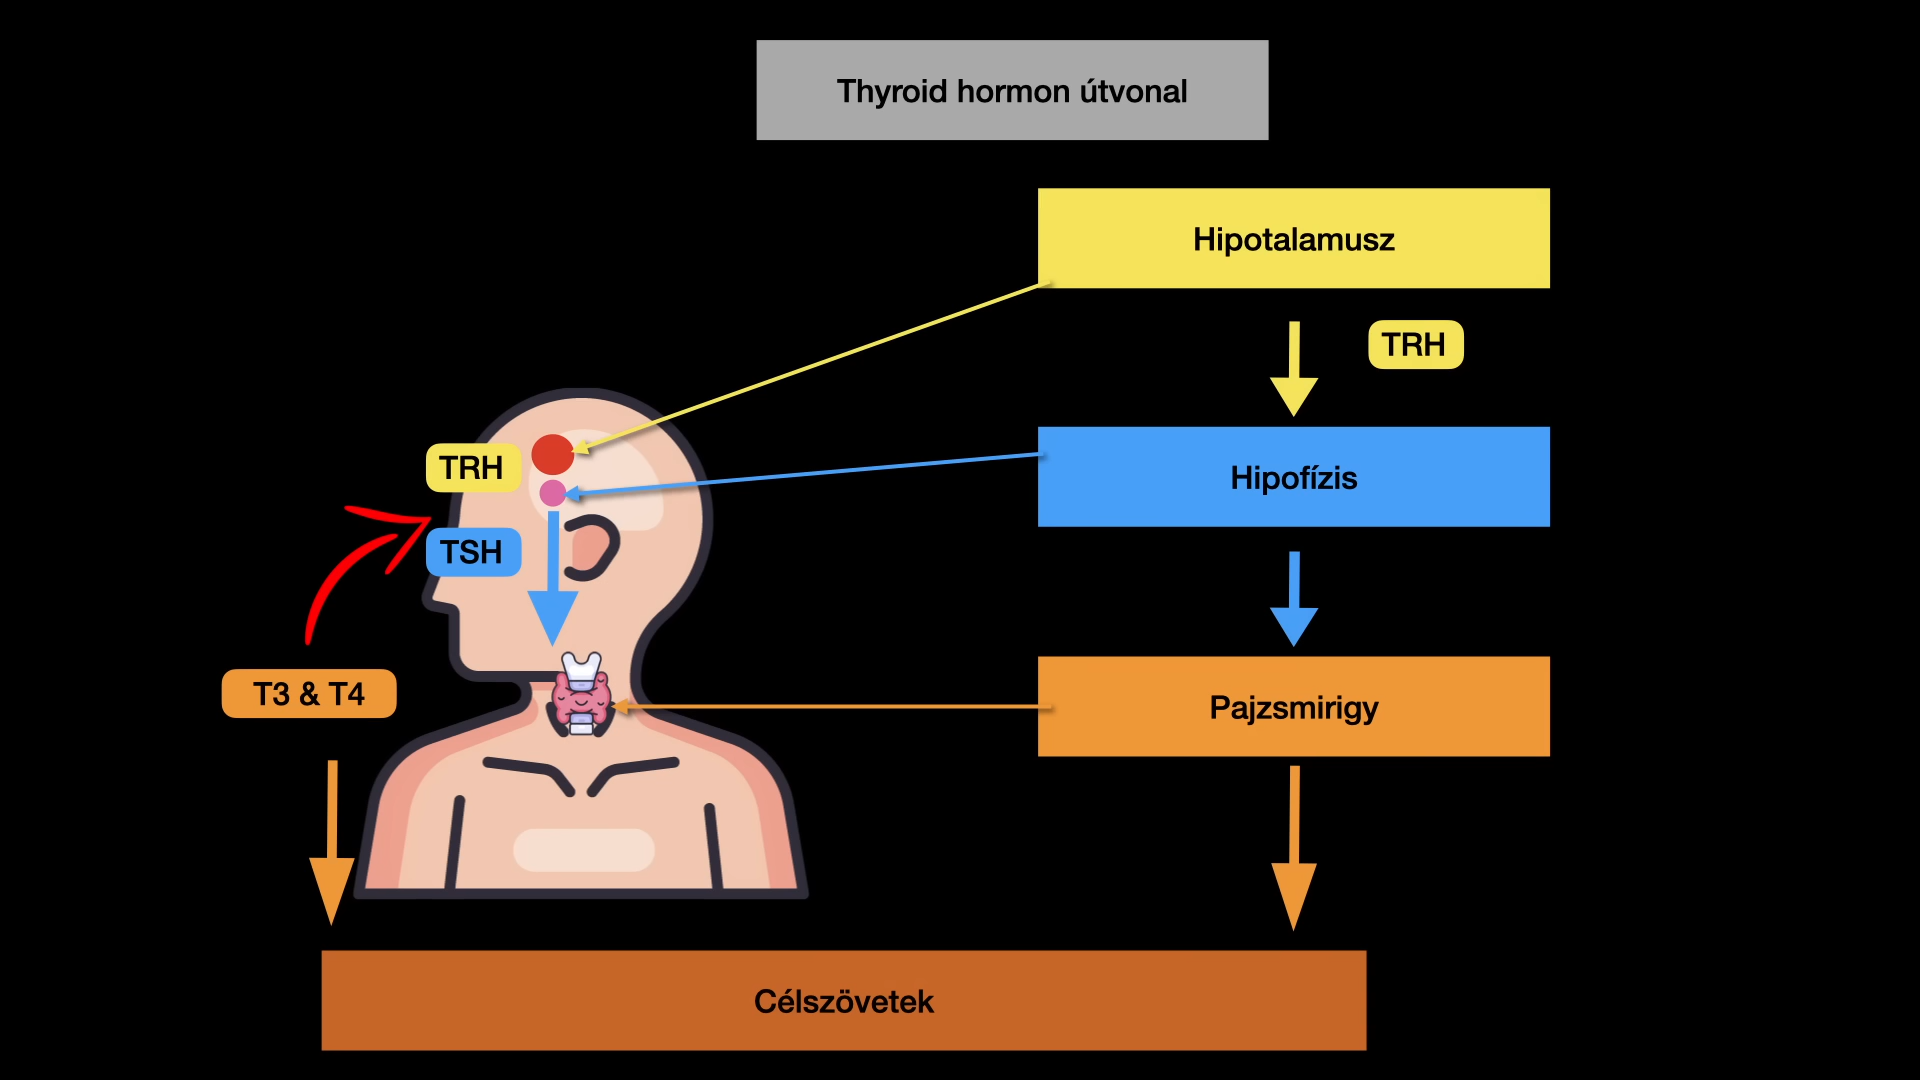 Thyroid hormon útvonal
Hipotalamusz
TRH
Hipofízis
TRH
TSH
T3 & T4
Pajzsmirigy
Célszövetek